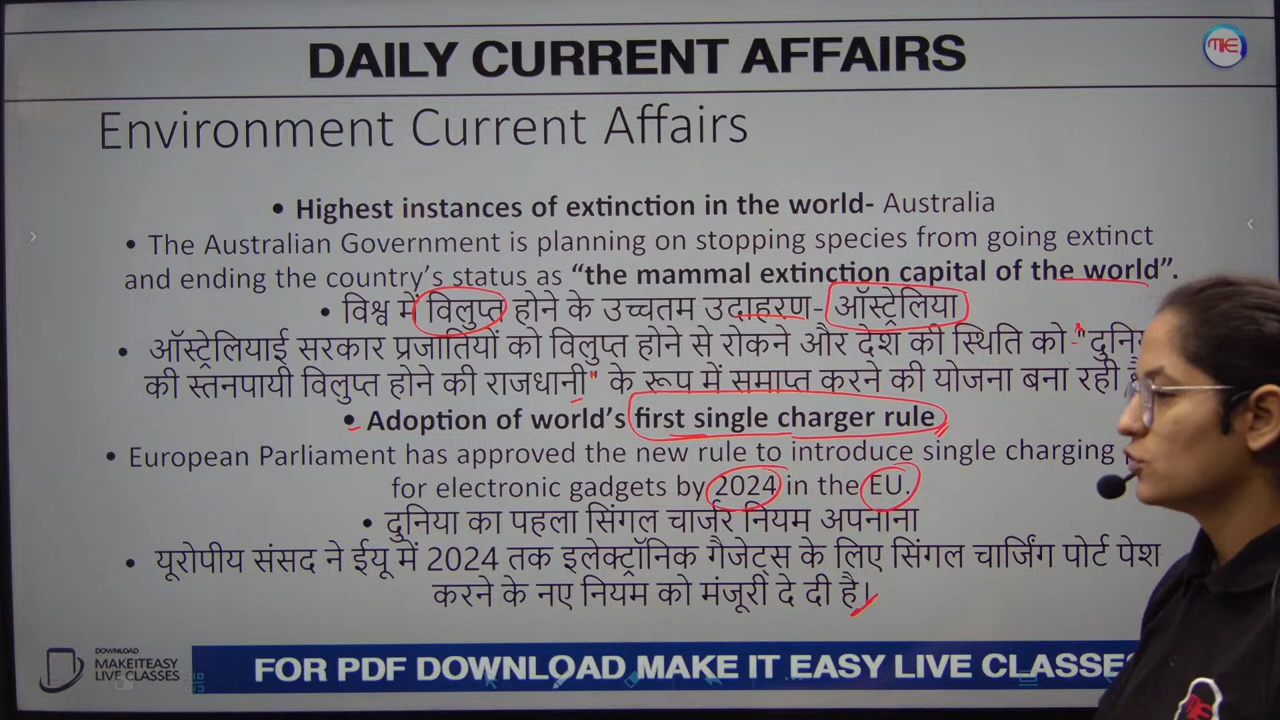 DAILY CURRENT AFFAIRS
Environment Current Affairs
• Highest instances of extinction in the world- Australia
• The Australian Government is planning on stopping species from going extinct
and ending the country's status as “the mammal extinction capital of the world”.
• विश्व में विलुप्त होने के उच्चतम उदाहरण- ऑस्ट्रेलिया
• ऑस्ट्रेलियाई सरकार प्रजातियों को विलुप्त होने से रोकने और देश की स्थिति को "दुनि
की स्तनपायी विलुप्त होने की राजधानी" के रूप में समाप्त करने की योजना बना रही
• Adoption of world's first single charger rule
• European Parliament has approved the new rule to introduce single charging
for electronic gadgets by 2024 in the EU.
• दुनिया का पहला सिंगल चार्जर नियम अपनाना
• यूरोपीय संसद ने ईयू में 2024 तक इलेक्ट्रॉनिक गैजेट्स के लिए सिंगल चार्जिंग पोर्ट पेश
करने के नए नियम को मंजूरी दे दी है।
DOWNLOAD
MAKEITEASY
LIVE CLASSES
FOR PDF DOWNLOAD MAKE IT EASY LIVE CLASSE